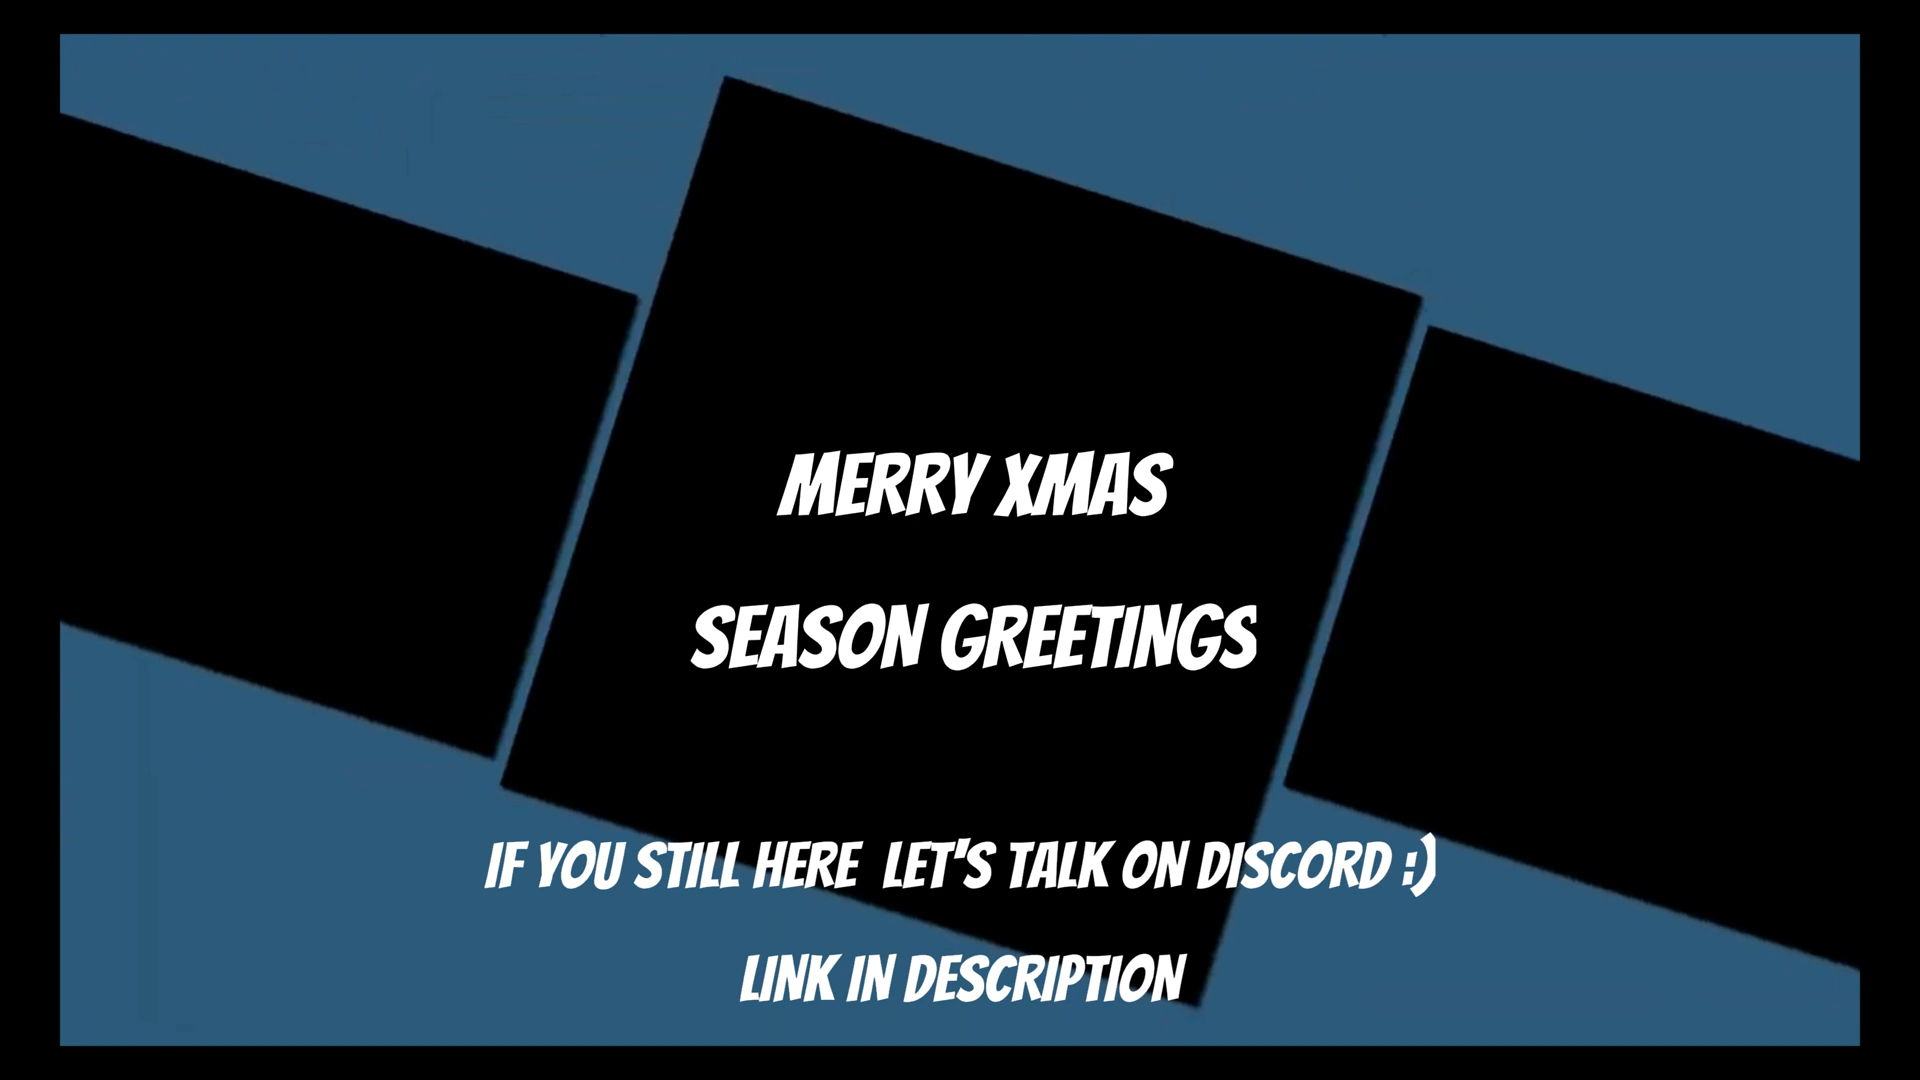 MERRY XMAS
SEASON GREETINGS
IF YOU STILL HERE LET'S TALK ON DISCORD :)
LINK IN DESCRIPTION